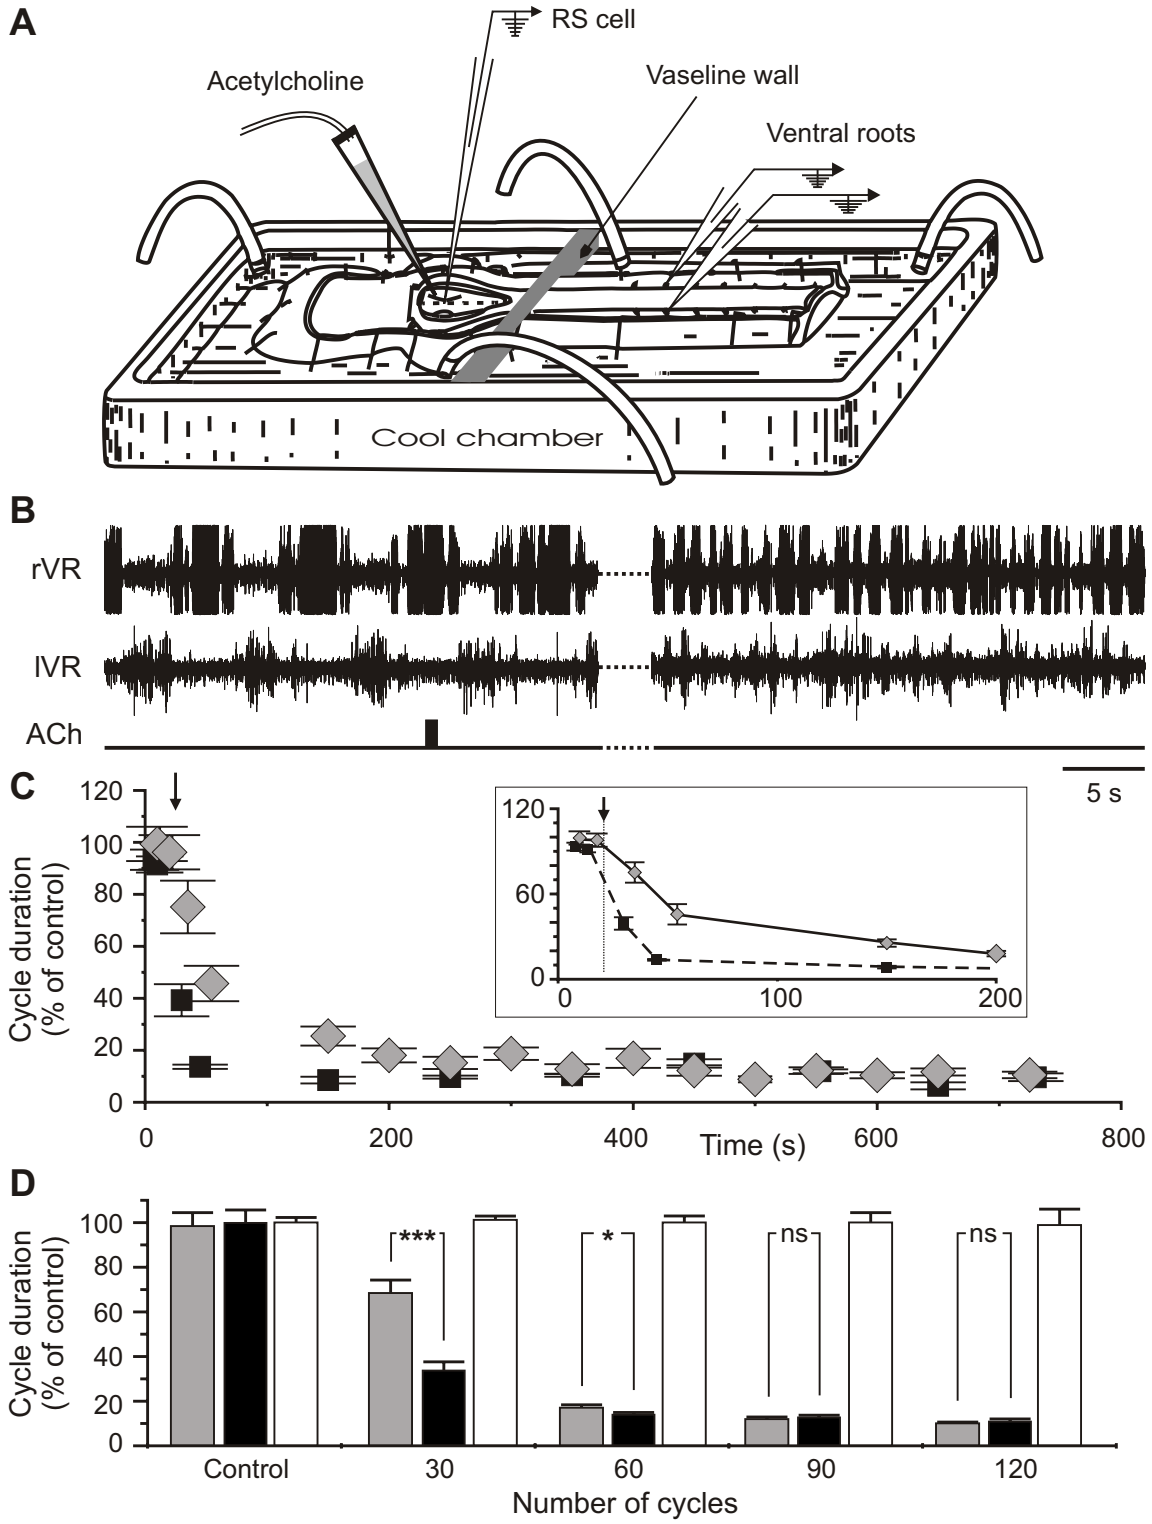 A
RS cell
Acetylcholine
Vaseline wall
Ventral roots
Cool chamber
B
rVR
lVR
ACh
5 s
C
Cycle duration
(% of control)
120
100
80
60
40
20
0
0
200
400
600
800
Time (s)
120
60
0
0
100
200
D
Cycle duration
(% of control)
100
80
60
40
20
0
***
*
ns
ns
Control
30
60
90
120
Number of cycles